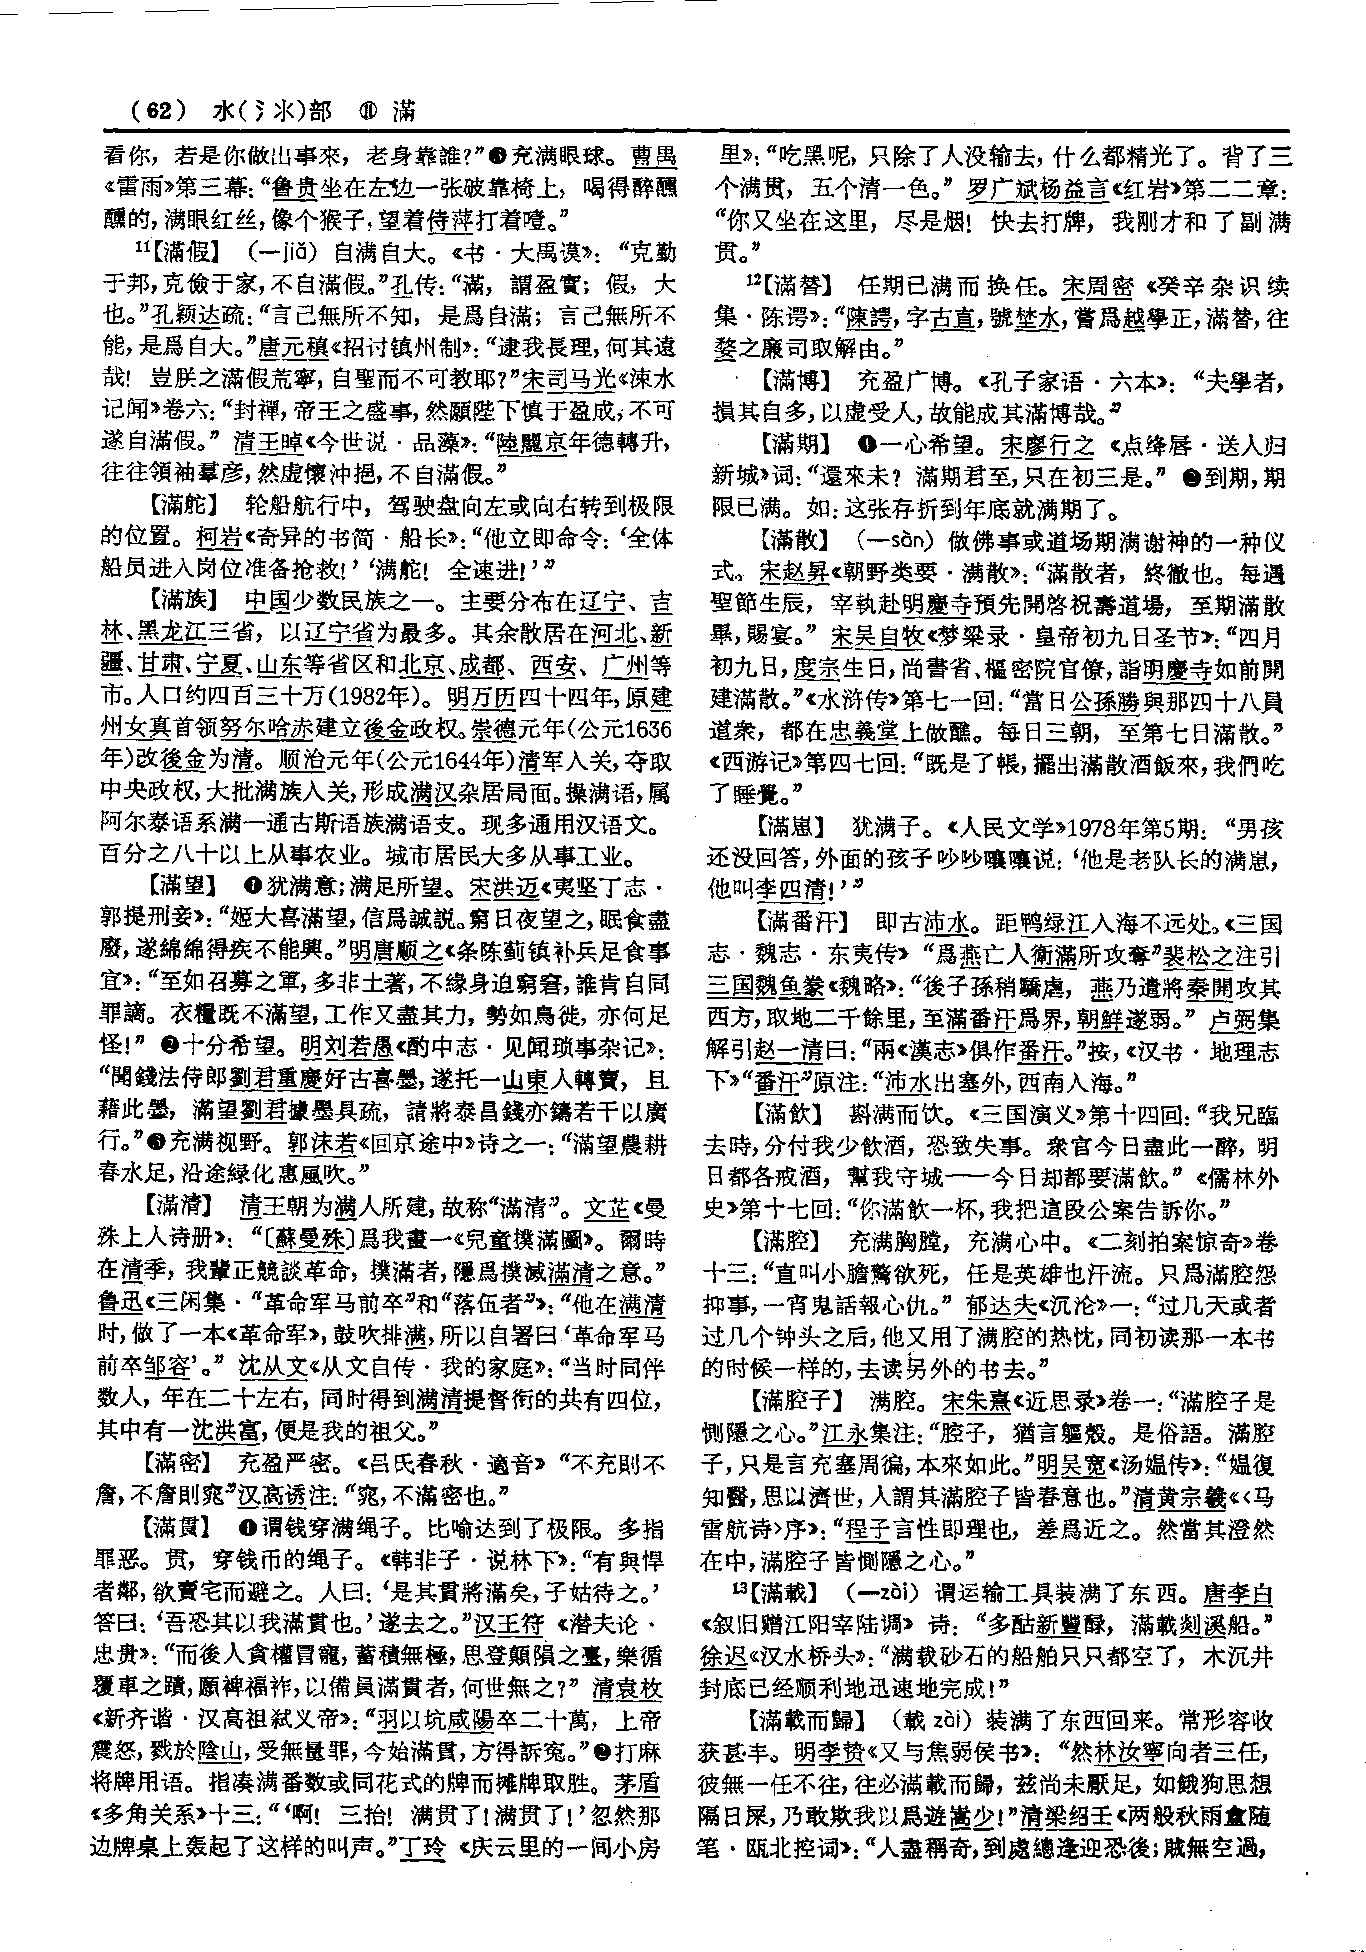 (62) 水(氵氺)部 ⑪ 滿
看你，若是你做出事來，老身靠誰？”❸充满眼球。曹禺
《雷雨》第三幕：“鲁贵坐在左边一张破靠椅上，喝得醉醺
醺的，满眼红丝，像个猴子，望着侍萍打着噎。”
11【滿假】（—jiǎ）自满自大。《书·大禹谟》：“克勤
于邦，克儉于家，不自滿假。”孔传：“滿，謂盈實；假，大
也。”孔颖达疏：“言己無所不知，是爲自滿；言己無所不
能，是爲自大。”唐元稹《招讨镇州制》：“逮我長理，何其遠
哉！豈朕之滿假荒寧，自聖而不可教耶？”宋司马光《涑水
记闻》卷六：“封禪，帝王之盛事，然願陛下慎于盈成，不可
遂自滿假。”清王晫《今世说·品藻》：“陸麗京年德轉升，
往往領袖羣彦，然虚懷沖挹，不自滿假。”
【滿舵】 轮船航行中，驾驶盘向左或向右转到极限
的位置。柯岩《奇异的书简·船长》：“他立即命令：‘全体
船员进入岗位准备抢救！’‘满舵！全速进！’”
【滿族】 中国少数民族之一。主要分布在辽宁、吉
林、黑龙江三省，以辽宁省为最多。其余散居在河北、新
疆、甘肃、宁夏、山东等省区和北京、成都、西安、广州等
市。人口约四百三十万(1982年)。明万历四十四年，原建
州女真首领努尔哈赤建立後金政权。崇德元年(公元1636
年)改後金为清。顺治元年(公元1644年)清军入关，夺取
中央政权，大批满族入关，形成满汉杂居局面。操满语，属
阿尔泰语系满—通古斯语族满语支。现多通用汉语文。
百分之八十以上从事农业。城市居民大多从事工业。
【滿望】 ❶犹满意；满足所望。宋洪迈《夷坚丁志·
郭提刑妾》：“姬大喜滿望，信爲誠説。窮日夜望之，眠食盡
廢，遂綿綿得疾不能興。”明唐顺之《条陈蓟镇补兵足食事
宜》：“至如召募之軍，多非土著，不缘身迫窮窘，誰肯自同
罪謫。衣糧既不滿望，工作又盡其力，勢如鳥徙，亦何足
怪！”❷十分希望。明刘若愚《酌中志·见闻琐事杂记》：
“聞錢法侍郎劉君重慶好古喜墨，遂托一山東人轉賣，且
藉此墨，滿望劉君據墨具疏，請將泰昌錢亦鑄若干以廣
行。”❸充满视野。郭沫若《回京途中》诗之一：“滿望農耕
春水足，沿途緑化惠風吹。”
【滿清】 清王朝为满人所建，故称“滿清”。文芷《曼
殊上人诗册》：“〔蘇曼殊〕爲我畫一《兒童撲滿圖》。爾時
在清季，我輩正競談革命，撲滿者，隱爲撲滅滿清之意。”
鲁迅《三闲集·“革命军马前卒”和“落伍者”》：“他在满清
时，做了一本《革命军》，鼓吹排满，所以自署曰‘革命军马
前卒邹容’。”沈从文《从文自传·我的家庭》：“当时同伴
数人，年在二十左右，同时得到满清提督衔的共有四位，
其中有一沈洪富，便是我的祖父。”
【滿密】 充盈严密。《吕氏春秋·適音》“不充則不
詹，不詹則窕”汉高诱注：“窕，不滿密也。”
【滿貫】 ❶谓钱穿满绳子。比喻达到了极限。多指
罪恶。贯，穿钱币的绳子。《韩非子·说林下》：“有與悍
者鄰，欲賣宅而避之。人曰：‘是其貫將滿矣，子姑待之。’
答曰：‘吾恐其以我滿貫也。’遂去之。”汉王符《潜夫论·
忠贵》：“而後人貪權冒寵，蓄積無極，思登顛隕之臺，樂循
覆車之蹟，願裨福祚，以備員滿貫者，何世無之？”清袁枚
《新齐谐·汉高祖弑义帝》：“羽以坑咸陽卒二十萬，上帝
震怒，戮於陰山，受無量罪，今始滿貫，方得訴寃。”❷打麻
将牌用语。指凑满番数或同花式的牌而摊牌取胜。茅盾
《多角关系》十三：“‘啊！三抬！满贯了！满贯了！’忽然那
边牌桌上轰起了这样的叫声。”丁玲《庆云里的一间小房
里》：“吃黑呢，只除了人没输去，什么都精光了。背了三
个满贯，五个清一色。”罗广斌杨益言《红岩》第二二章：
“你又坐在这里，尽是烟！快去打牌，我刚才和了副满
贯。”
12【滿替】 任期已满而换任。宋周密《癸辛杂识续
集·陈谔》：“陳諤，字古直，號埜水，嘗爲越學正，滿替，往
婺之廉司取解由。”
【滿博】 充盈广博。《孔子家语·六本》：“夫學者，
損其自多，以虚受人，故能成其滿博哉。”
【滿期】 ❶一心希望。宋廖行之《点绛唇·送人归
新城》词：“還來未？滿期君至，只在初三是。”❷到期，期
限已满。如：这张存折到年底就满期了。
【滿散】（—sàn）做佛事或道场期满谢神的一种仪
式。宋赵昇《朝野类要·满散》：“滿散者，終徹也。每遇
聖節生辰，宰執赴明慶寺預先開啓祝壽道場，至期滿散
畢，賜宴。”宋吴自牧《梦粱录·皇帝初九日圣节》：“四月
初九日，度宗生日，尚書省、樞密院官僚，詣明慶寺如前開
建滿散。”《水浒传》第七一回：“當日公孫勝與那四十八員
道衆，都在忠義堂上做醮。每日三朝，至第七日滿散。”
《西游记》第四七回：“既是了帳，擺出滿散酒飯來，我們吃
了睡覺。”
【滿崽】 犹满子。《人民文学》1978年第5期：“男孩
还没回答，外面的孩子吵吵嚷嚷说：‘他是老队长的满崽，
他叫李四清！’”
【滿番汗】 即古沛水。距鸭绿江入海不远处。《三国
志·魏志·东夷传》“爲燕亡人衛滿所攻奪”裴松之注引
三国魏鱼豢《魏略》：“後子孫稍驕虐，燕乃遣將秦開攻其
西方，取地二千餘里，至滿番汗爲界，朝鮮遂弱。”卢弼集
解引赵一清曰：“兩《漢志》俱作番汗。”按，《汉书·地理志
下》“番汗”原注：“沛水出塞外，西南入海。”
【滿飲】 斟满而饮。《三国演义》第十四回：“我兄臨
去時，分付我少飲酒，恐致失事。衆官今日盡此一醉，明
日都各戒酒，幫我守城——今日却都要滿飲。”《儒林外
史》第十七回：“你滿飲一杯，我把這段公案告訴你。”
【滿腔】 充满胸膛，充满心中。《二刻拍案惊奇》卷
十三：“直叫小膽驚欲死，任是英雄也汗流。只爲滿腔怨
抑事，一宵鬼話報心仇。”郁达夫《沉沦》一：“过几天或者
过几个钟头之后，他又用了满腔的热忱，同初读那一本书
的时候一样的，去读另外的书去。”
【滿腔子】 满腔。宋朱熹《近思录》卷一：“滿腔子是
惻隱之心。”江永集注：“腔子，猶言軀殼。是俗語。滿腔
子，只是言充塞周徧，本來如此。”明吴宽《汤媪传》：“媪復
知醫，思以濟世，人謂其滿腔子皆春意也。”清黄宗羲《〈马
雷航诗〉序》：“程子言性即理也，差爲近之。然當其澄然
在中，滿腔子皆惻隱之心。”
13【滿載】（—zài）谓运输工具装满了东西。唐李白
《叙旧赠江阳宰陆调》诗：“多酤新豐醁，滿載剡溪船。”
徐迟《汉水桥头》：“满载砂石的船舶只只都空了，木沉井
封底已经顺利地迅速地完成！”
【滿載而歸】（載 zài）装满了东西回来。常形容收
获甚丰。明李贽《又与焦弱侯书》：“然林汝寧向者三任，
彼無一任不往，往必滿載而歸，兹尚未厭足，如餓狗思想
隔日屎，乃敢欺我以爲遊嵩少！”清梁绍壬《两般秋雨盦随
笔·瓯北控词》：“人盡稱奇，到處總逢迎恐後；賊無空過，